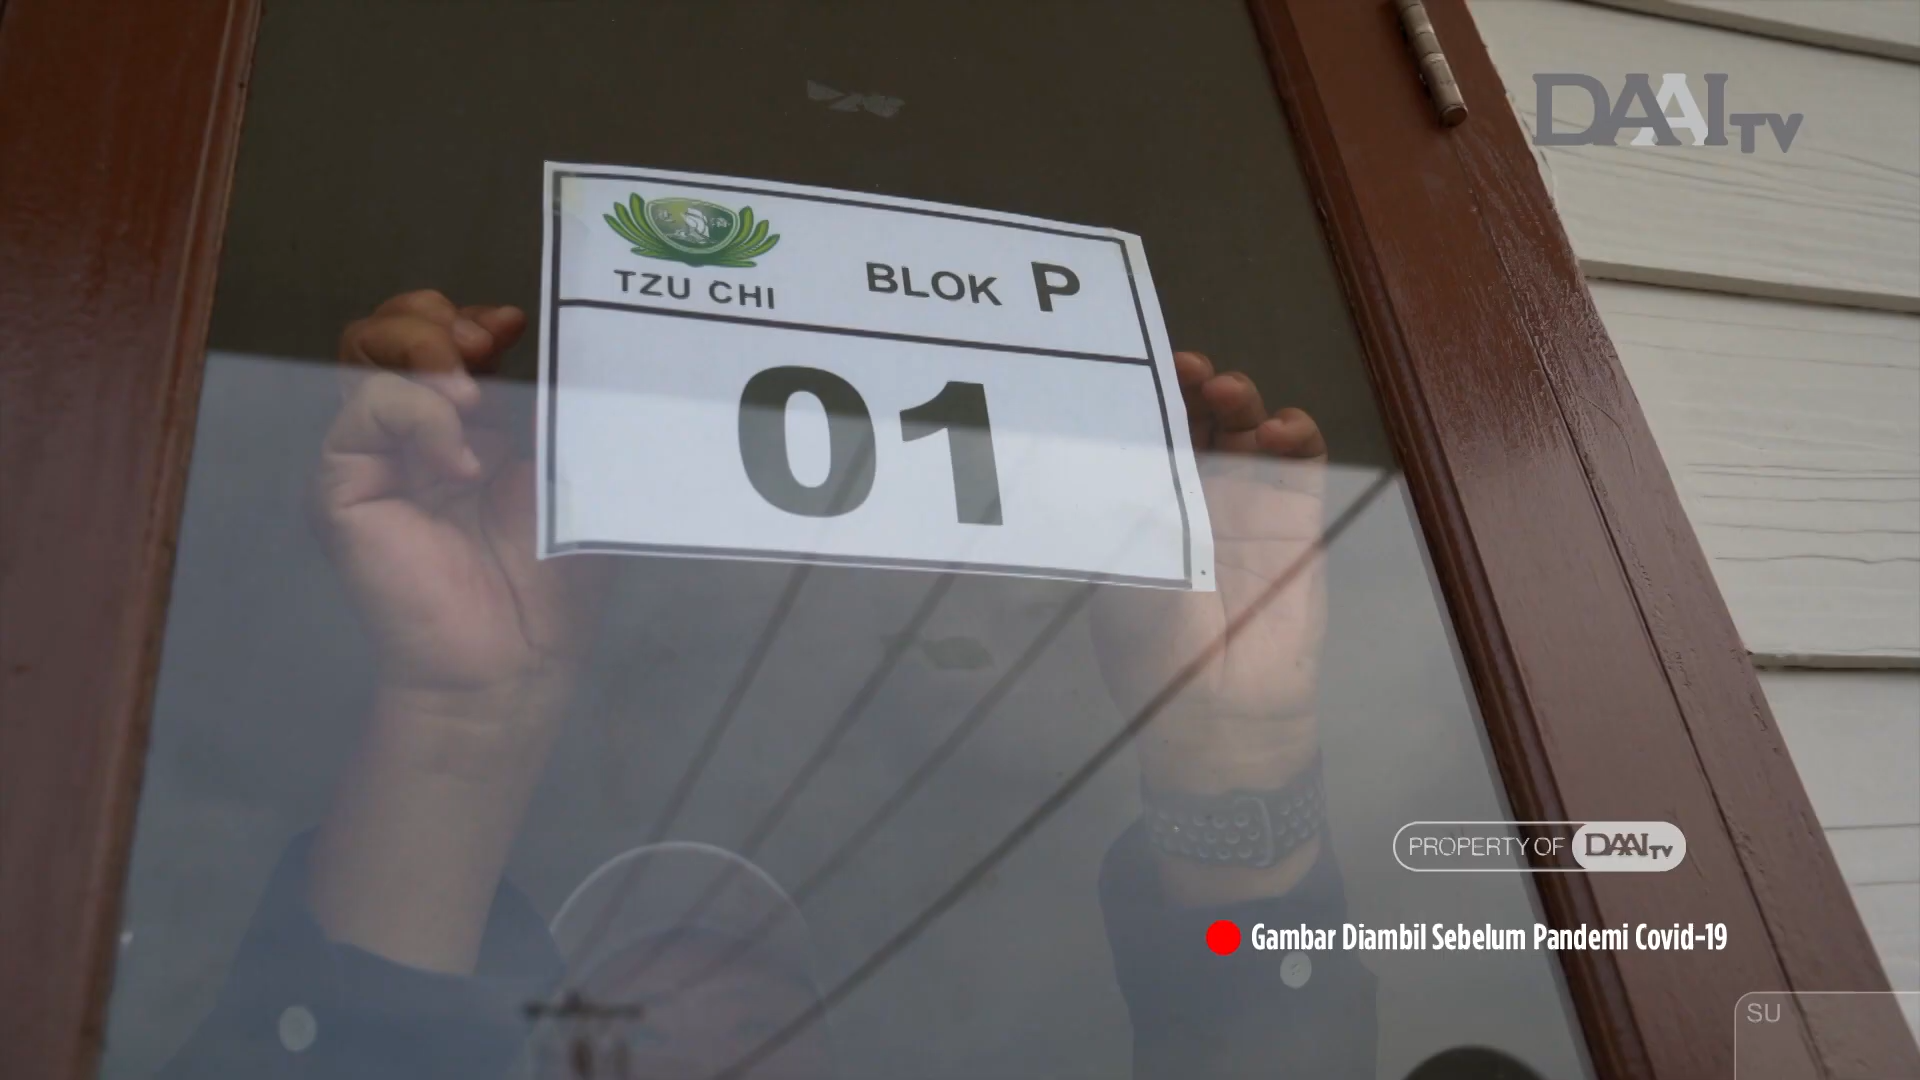 DAAI TV
TZU CHI
BLOK P
01
PROPERTY OF DAAI TV
Gambar Diambil Sebelum Pandemi Covid-19
SU